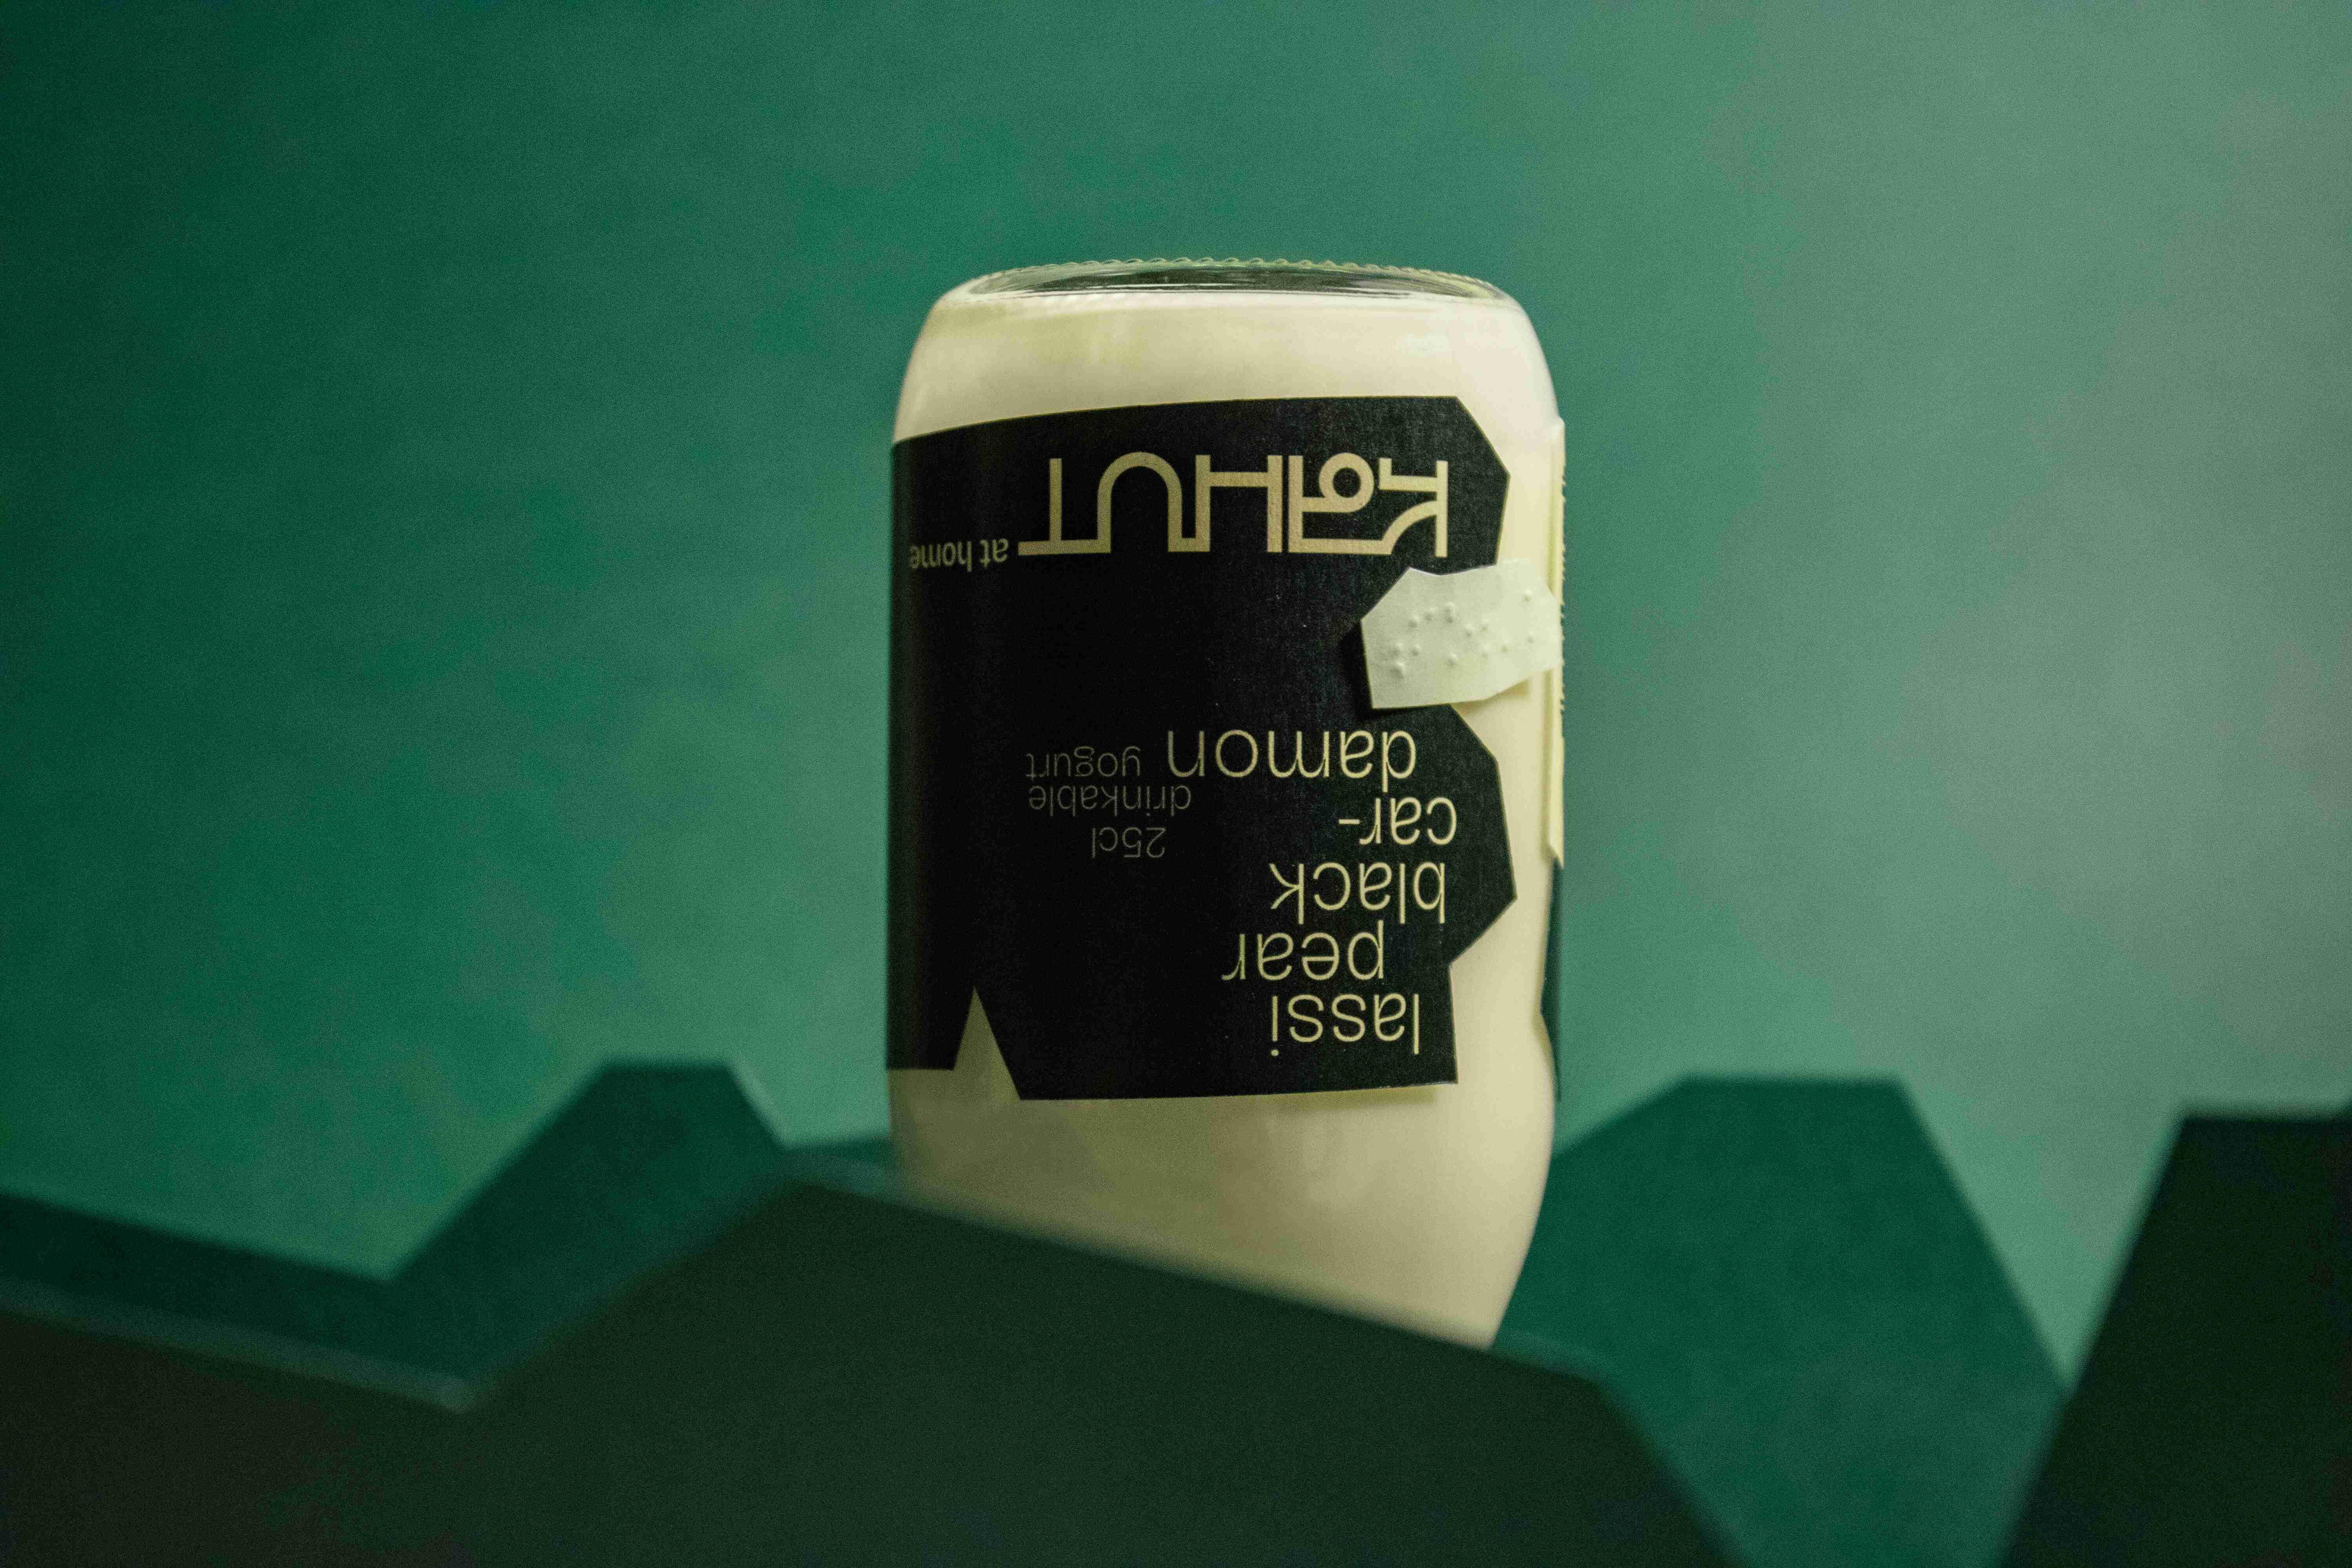 lassi
pear
black
car-
damon
25cl
drinkable
yogurt
KaHUT at home